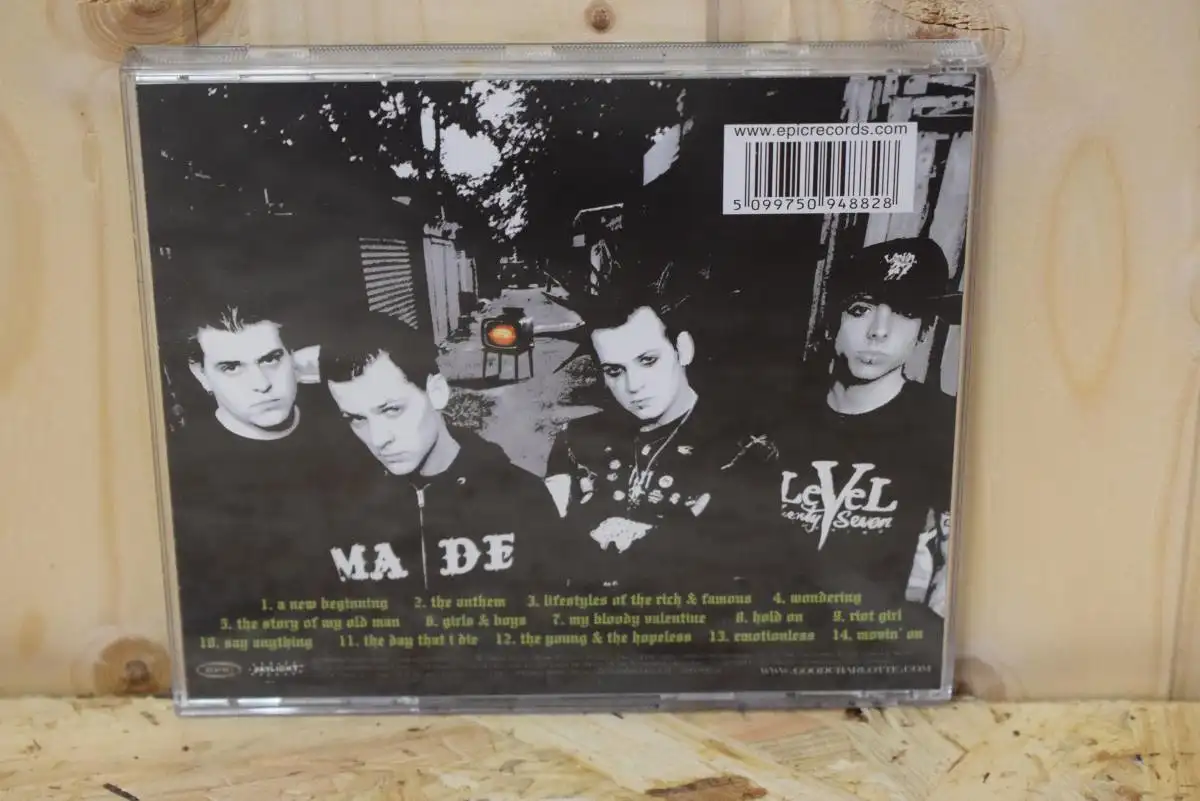 www.epicrecords.com
5 099750 948828
LeVeL
Seven
MADE
1. a new beginning 2. the anthem 3. lifestyles of the rich & famous 4. wondering
5. the story of my old man 6. girls & boys 7. my bloody valentine 8. hold on 9. riot girl
10. say anything 11. the day that i die 12. the young & the hopeless 13. emotionless 14. movin' on
epic DAYLIGHT WWW.GOODCHARLOTTE.COM